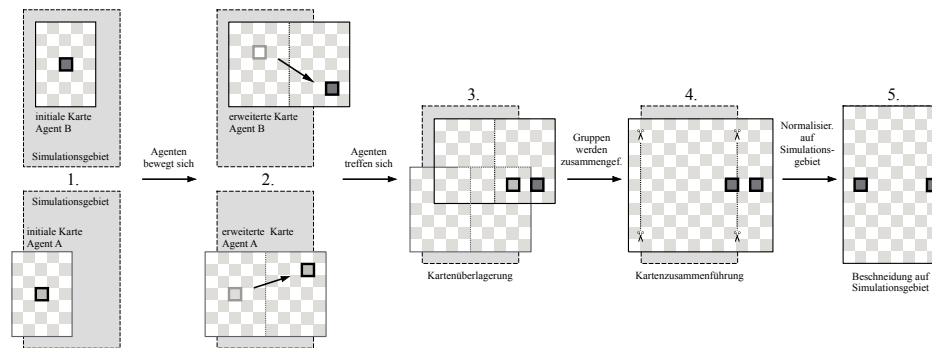 initiale Karte
Agent B
Simulationsgebiet
1.
Simulationsgebiet
initiale Karte
Agent A
Agenten
bewegt sich
erweiterte Karte
Agent B
2.
erweiterte Karte
Agent A
Agenten
treffen sich
3.
Kartenüberlagerung
Gruppen
werden
zusammengef.
4.
Kartenzusammenführung
Normalisier.
auf
Simulations-
gebiet
5.
Beschneidung auf
Simulationsgebiet